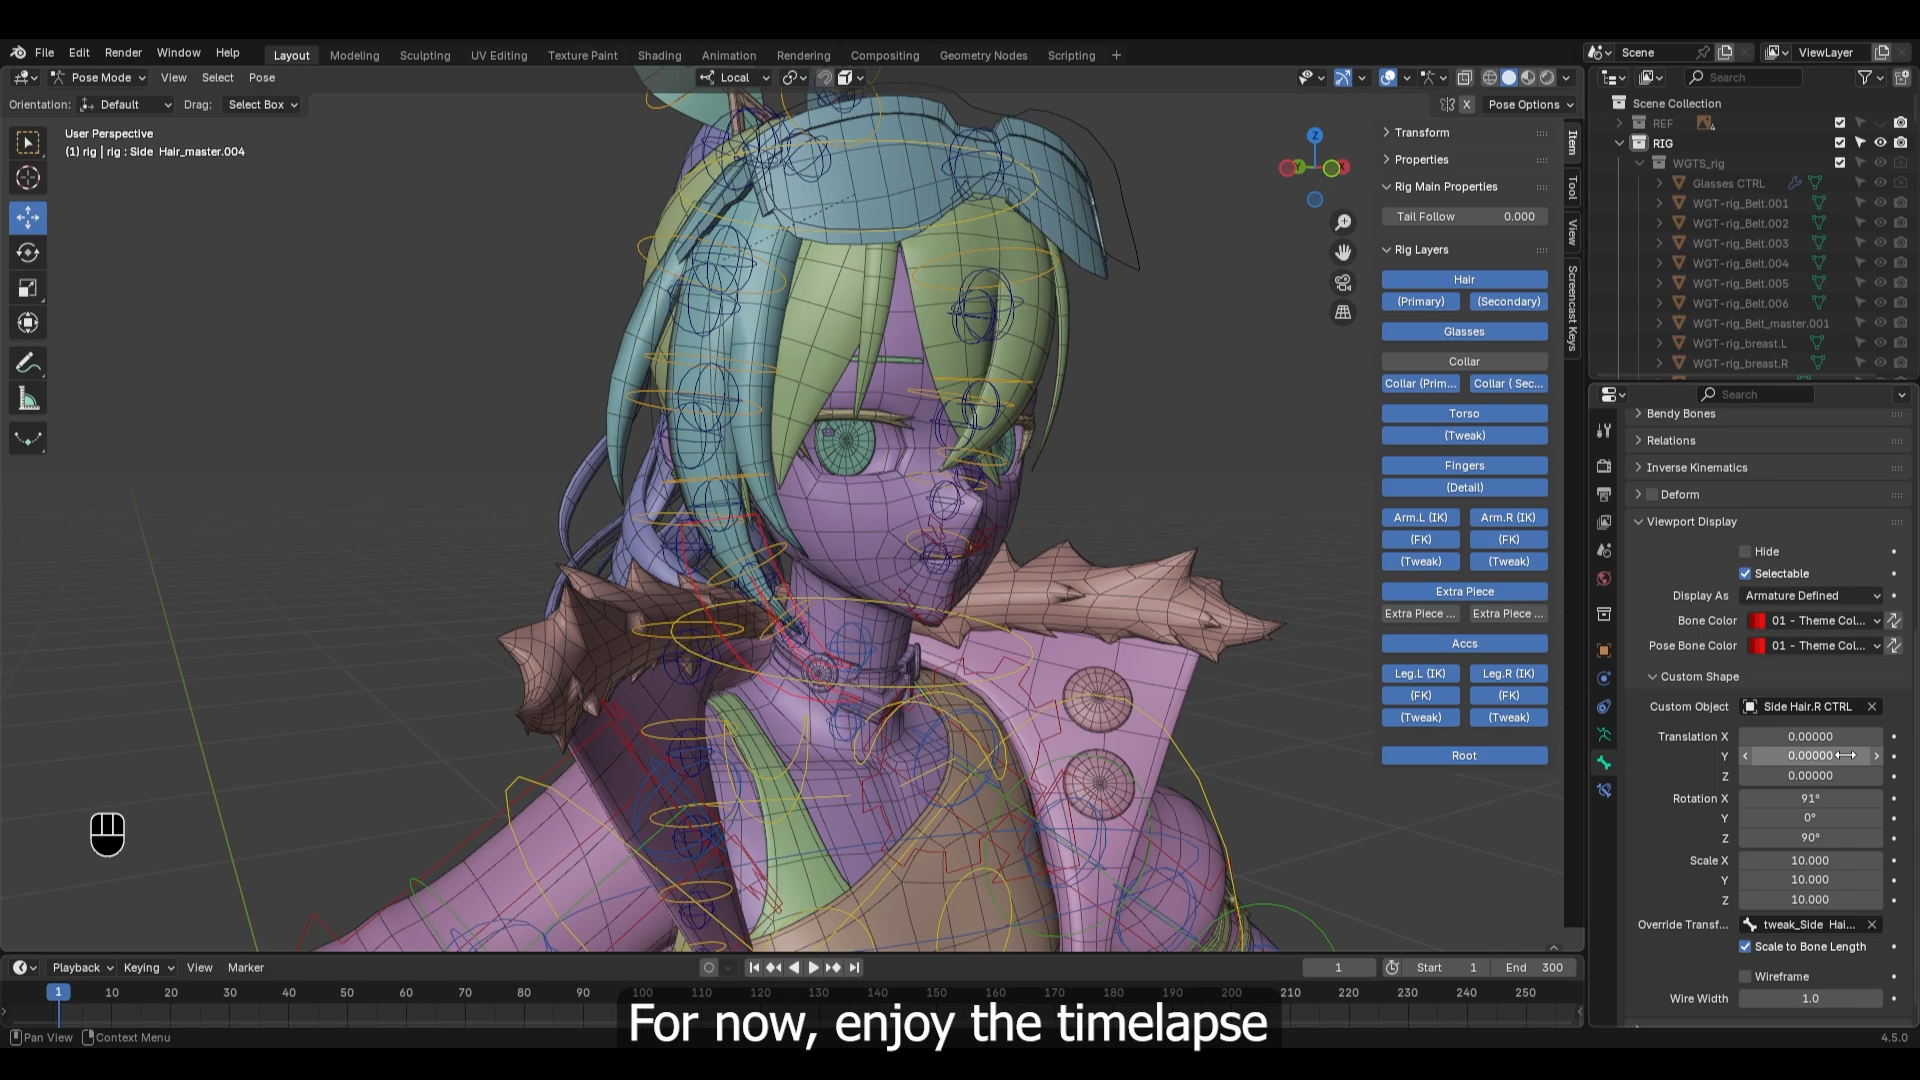 File Edit Render Window Help
Layout Modeling Sculpting UV Editing Texture Paint Shading Animation Rendering Compositing Geometry Nodes Scripting +
Scene
ViewLayer
Pose Mode View Select Pose
Local
Search
Orientation: Default Drag: Select Box
X Pose Options
User Perspective
(1) rig | rig : Side Hair_master.004
Z
Item
Tool
View
Screencast Keys
Transform
Properties
Rig Main Properties
Tail Follow 0.000
Rig Layers
Hair
(Primary) (Secondary)
Glasses
Collar
Collar (Prim... Collar ( Sec...
Torso
(Tweak)
Fingers
(Detail)
Arm.L (IK) Arm.R (IK)
(FK) (FK)
(Tweak) (Tweak)
Extra Piece
Extra Piece ... Extra Piece ...
Accs
Leg.L (IK) Leg.R (IK)
(FK) (FK)
(Tweak) (Tweak)
Root
Scene Collection
REF 4
RIG
WGTS_rig
Glasses CTRL
WGT-rig_Belt.001
WGT-rig_Belt.002
WGT-rig_Belt.003
WGT-rig_Belt.004
WGT-rig_Belt.005
WGT-rig_Belt.006
WGT-rig_Belt_master.001
WGT-rig_breast.L
WGT-rig_breast.R
Search
Bendy Bones
Relations
Inverse Kinematics
Deform
Viewport Display
Hide
Selectable
Display As Armature Defined
Bone Color 01 - Theme Col...
Pose Bone Color 01 - Theme Col...
Custom Shape
Custom Object Side Hair.R CTRL
Translation X 0.00000
Y 0.00000
Z 0.00000
Rotation X 91°
Y 0°
Z 90°
Scale X 10.000
Y 10.000
Z 10.000
Override Transf... tweak_Side Hai...
Scale to Bone Length
Wireframe
Wire Width 1.0
Playback Keying View Marker
1 Start 1 End 300
1 10 20 30 40 50 60 70 80 90 100 110 120 130 140 150 160 170 180 190 200 210 220 230 240 250
For now, enjoy the timelapse
Pan View Context Menu
4.5.0